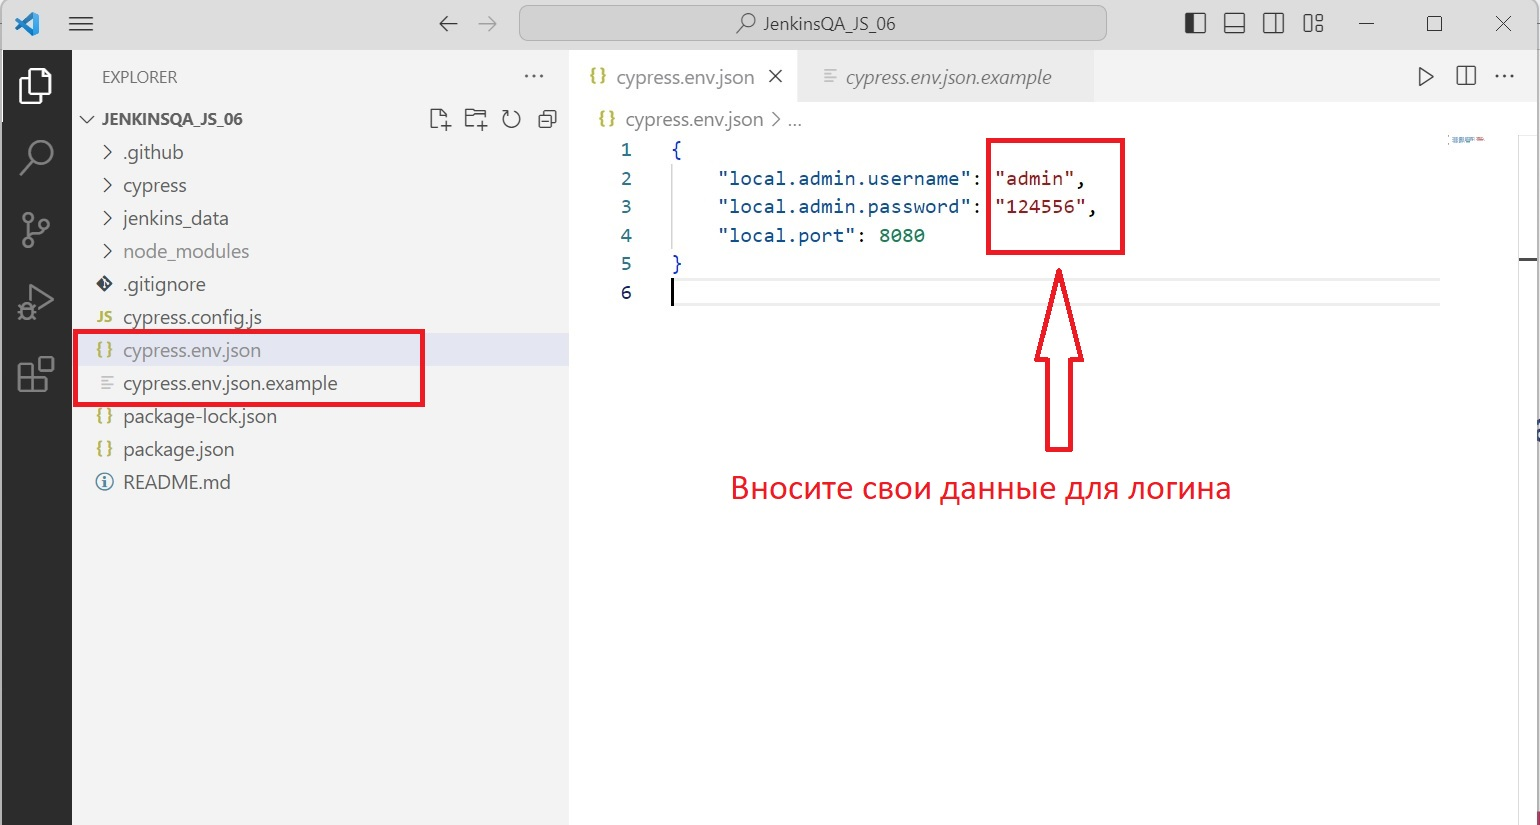 JenkinsQA_JS_06
EXPLORER
JENKINSQA_JS_06
.github
cypress
jenkins_data
node_modules
.gitignore
JS cypress.config.js
{} cypress.env.json
cypress.env.json.example
{} package-lock.json
{} package.json
README.md
{} cypress.env.json
cypress.env.json.example
{} cypress.env.json > ...
1 {
2 "local.admin.username": "admin",
3 "local.admin.password": "124556",
4 "local.port": 8080
5 }
6
Вносите свои данные для логина